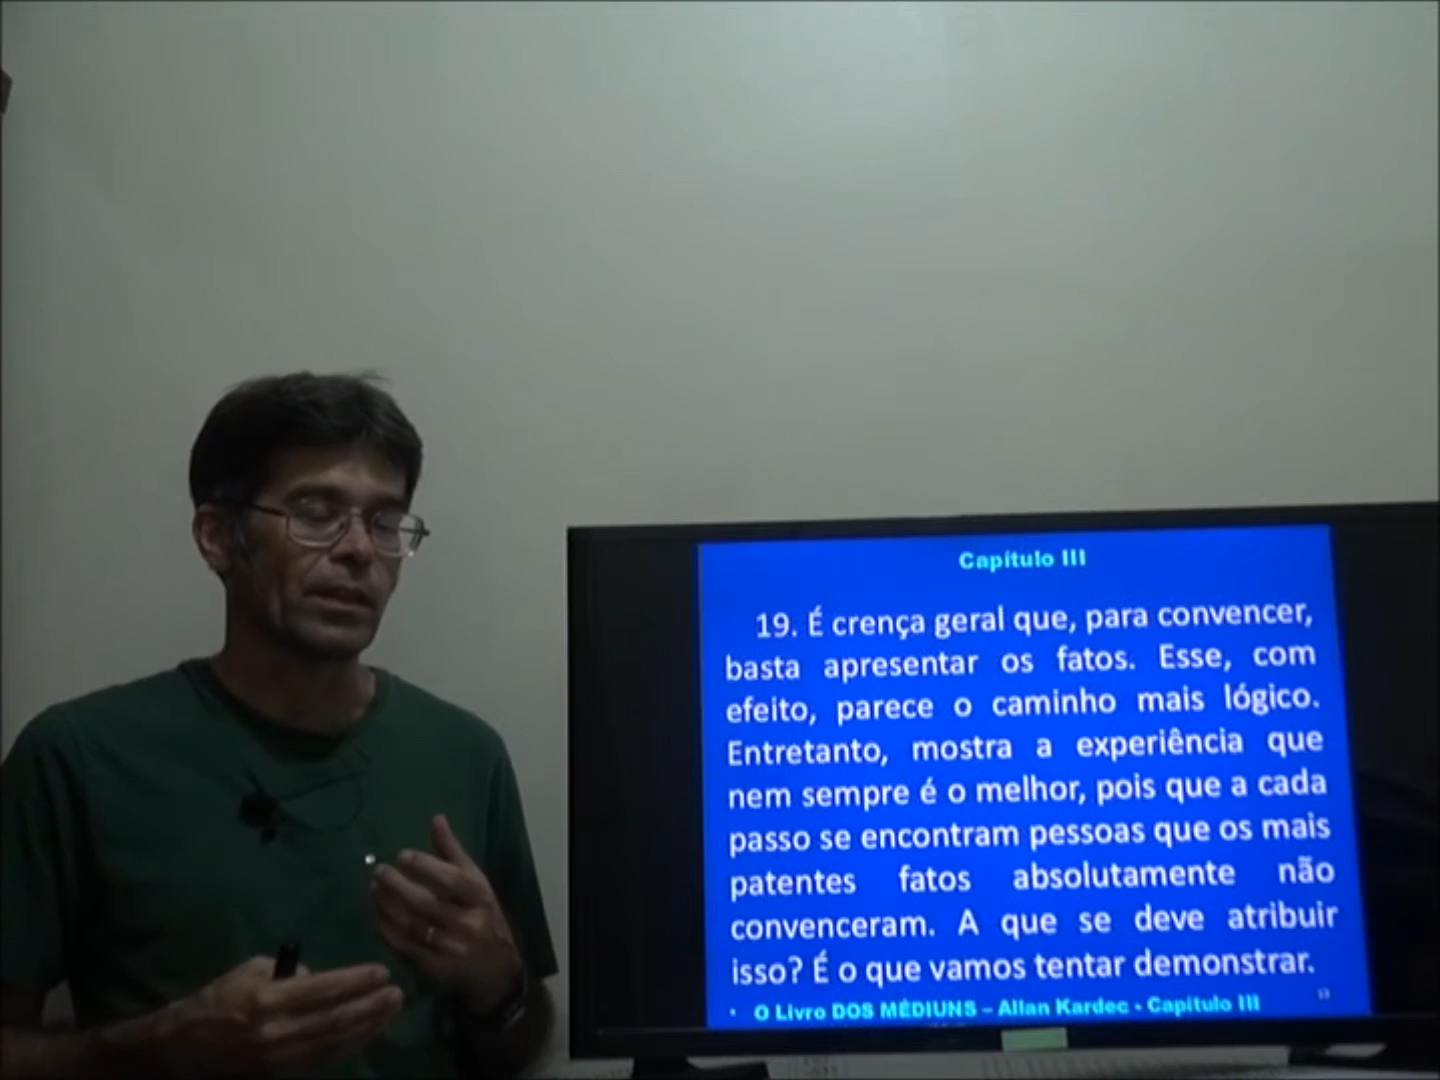 Capítulo III
19. É crença geral que, para convencer,
basta apresentar os fatos. Esse, com
efeito, parece o caminho mais lógico.
Entretanto, mostra a experiência que
nem sempre é o melhor, pois que a cada
passo se encontram pessoas que os mais
patentes fatos absolutamente não
convenceram. A que se deve atribuir
isso? É o que vamos tentar demonstrar.
• O Livro DOS MÉDIUNS – Allan Kardec - Capítulo III